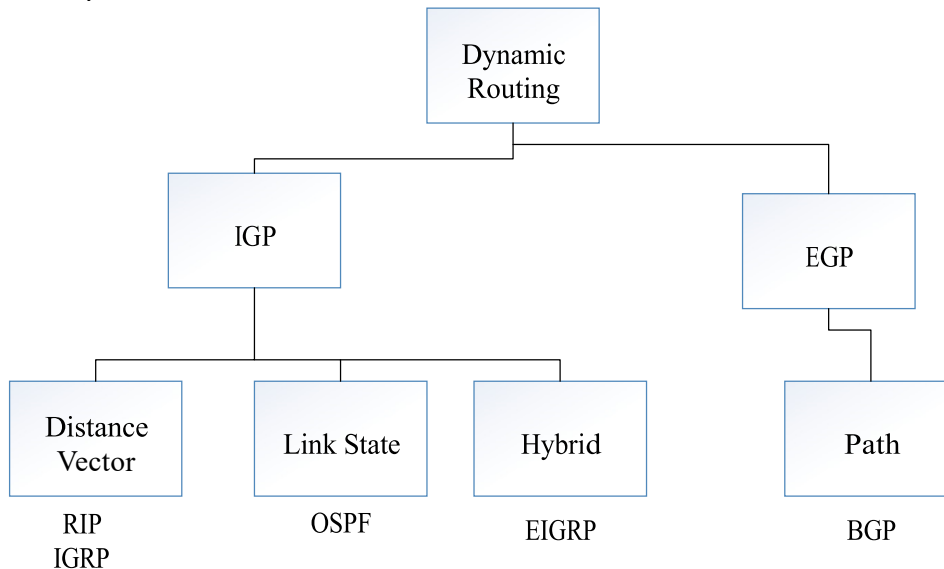 Dynamic
Routing
IGP
EGP
Distance
Vector
Link State
Hybrid
Path
RIP
IGRP
OSPF
EIGRP
BGP